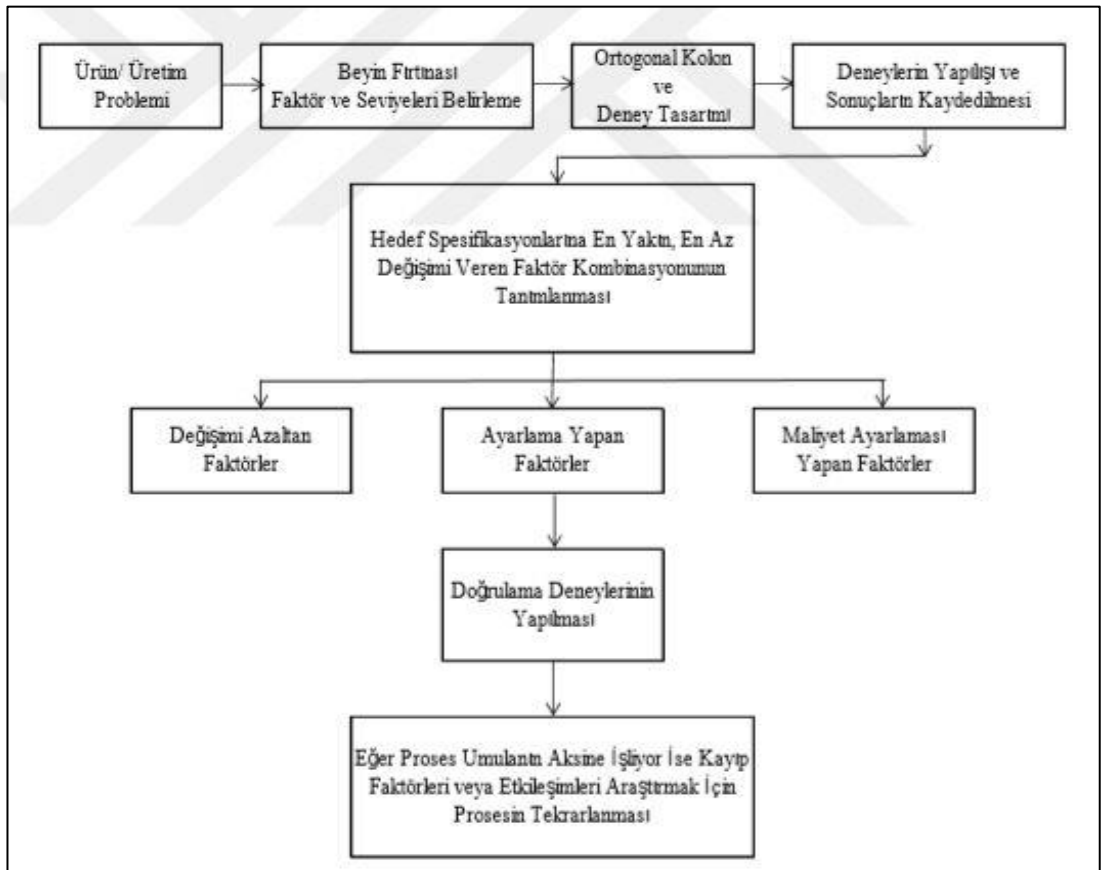 Ürün/ Üretim
Problemi
Beyin Fırtınası
Faktör ve Seviyeleri Belirleme
Ortogonal Kolon
ve
Deney Tasarımı
Deneylerin Yapılışı ve
Sonuçların Kaydedilmesi
Hedef Spesifikasyonlarına En Yakın, En Az
Değişimi Veren Faktör Kombinasyonunun
Tanımlanması
Değişimi Azaltan
Faktörler
Ayarlama Yapan
Faktörler
Maliyet Ayarlaması
Yapan Faktörler
Doğrulama Deneylerinin
Yapılması
Eğer Proses Umulanın Aksine İşliyor İse Kayıp
Faktörleri veya Etkileşimleri Araştırmak İçin
Prosesin Tekrarlanması